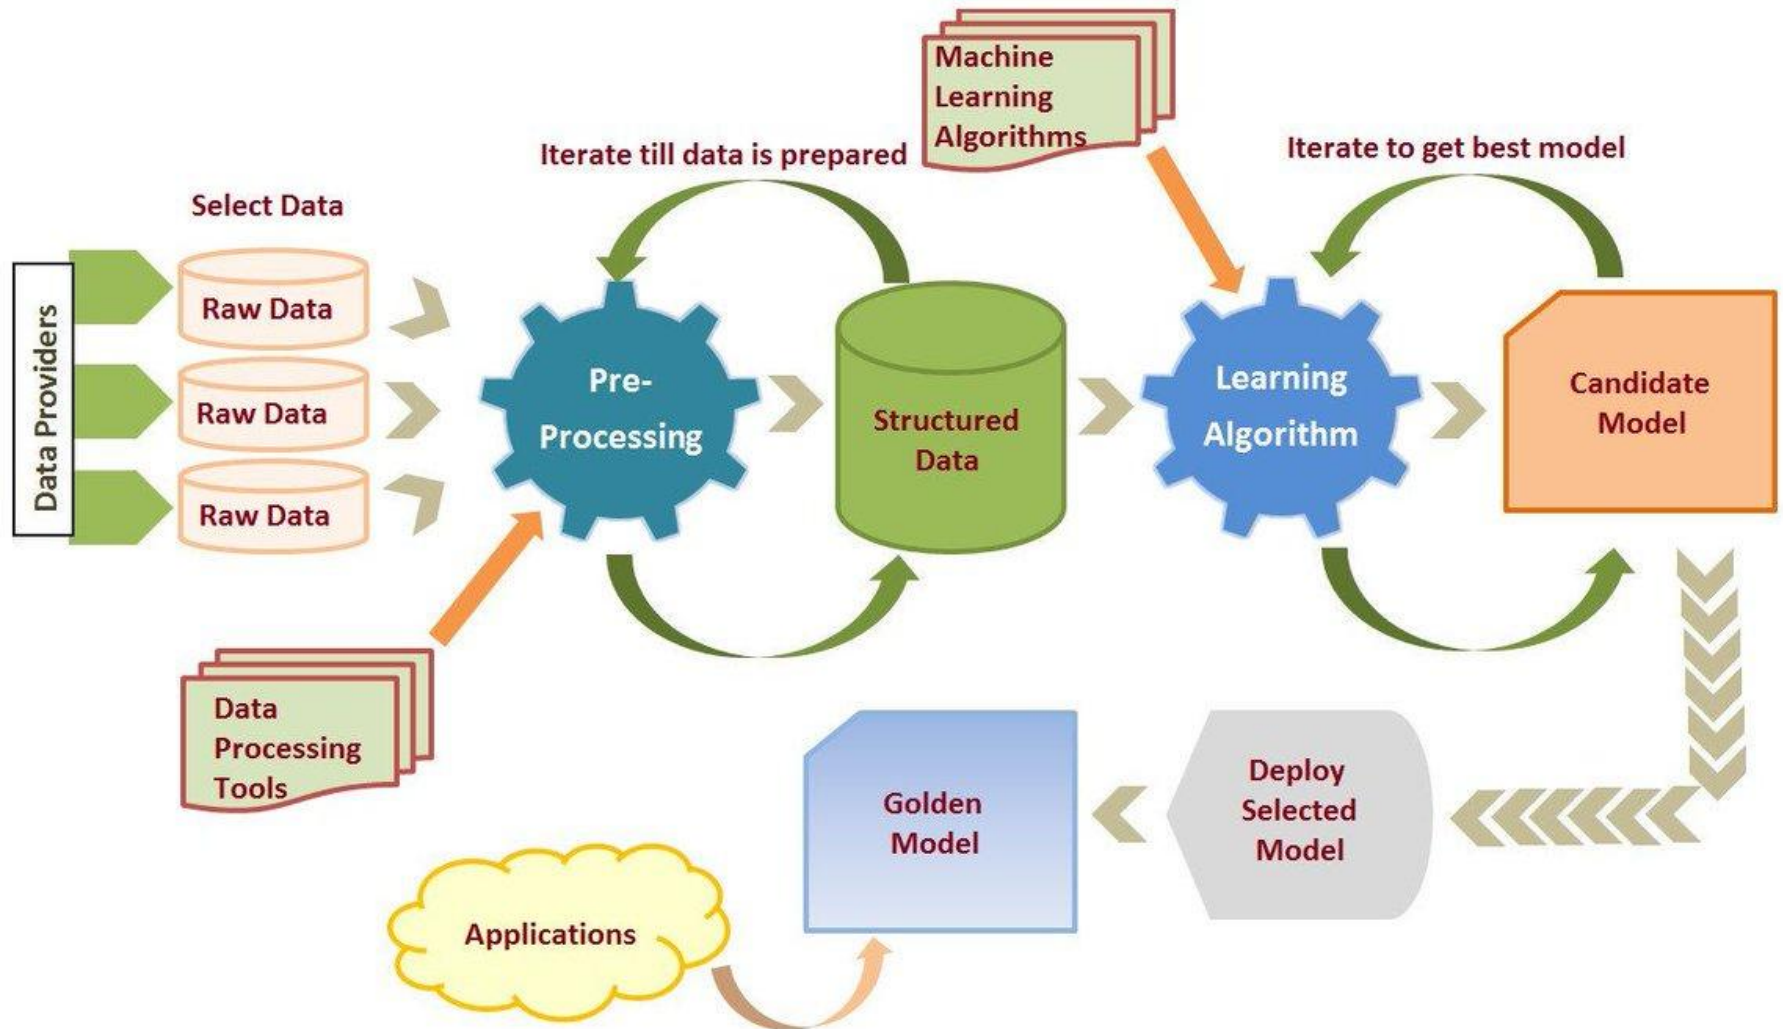 Machine
Learning
Algorithms
Iterate till data is prepared
Iterate to get best model
Select Data
Data Providers
Raw Data
Raw Data
Raw Data
Pre-
Processing
Structured
Data
Learning
Algorithm
Candidate
Model
Data
Processing
Tools
Golden
Model
Deploy
Selected
Model
Applications